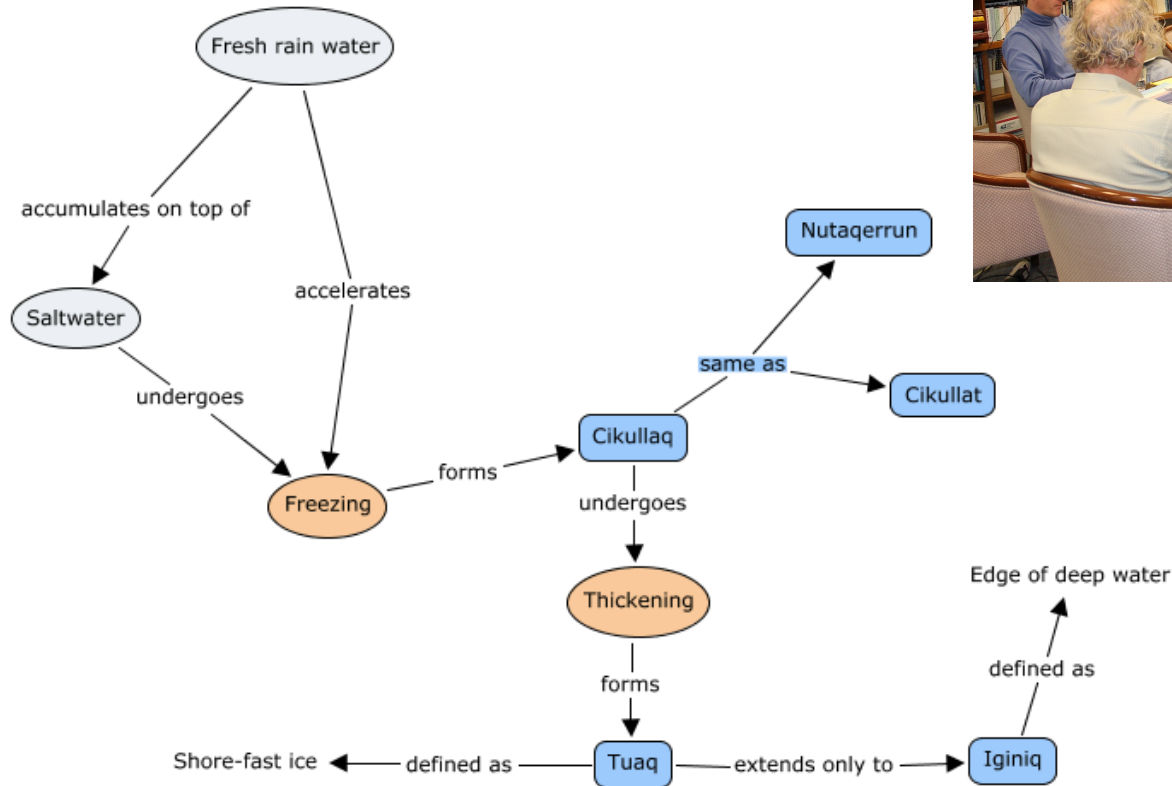 Fresh rain water
accumulates on top of
accelerates
Saltwater
undergoes
Freezing
forms
Cikullaq
same as
Nutaqerrun
Cikullat
undergoes
Thickening
forms
Tuaq
defined as
Shore-fast ice
extends only to
Iginiq
defined as
Edge of deep water